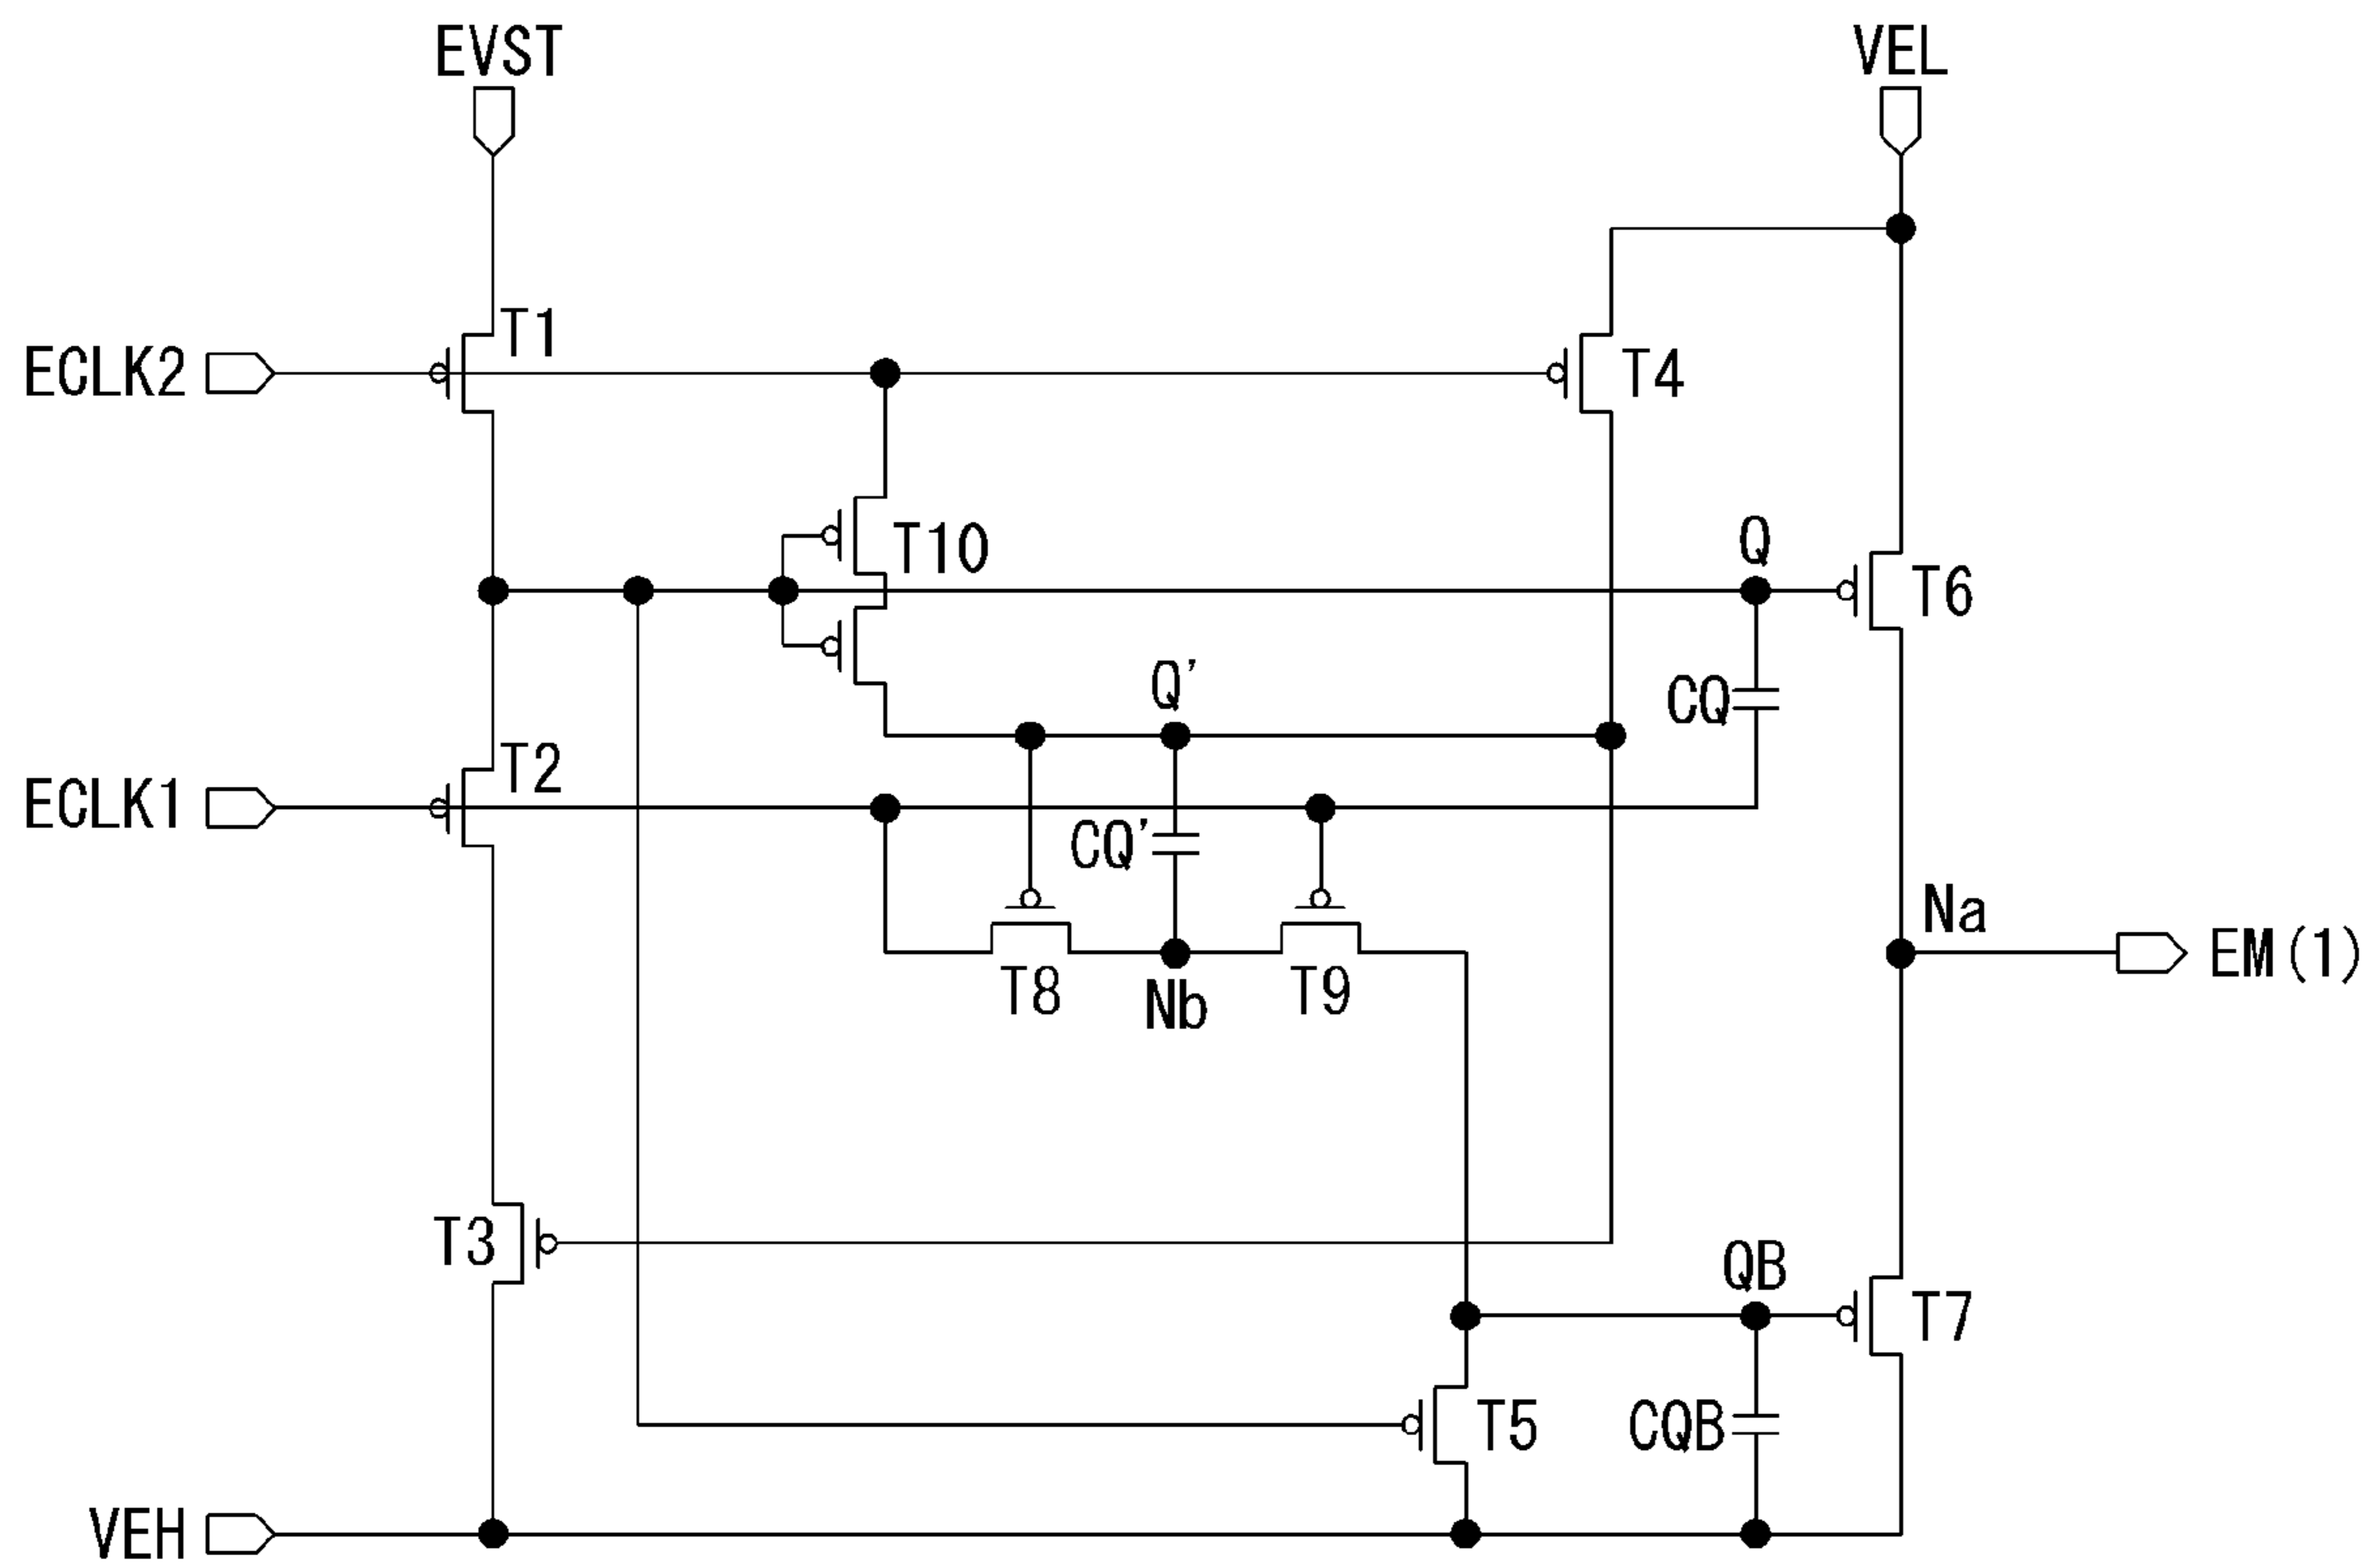 EVST
VEL
T1
ECLK2
T4
T10
Q
T6
Q'
CQ
T2
ECLK1
CQ'
Na
EM(1)
T8
Nb
T9
T3
QB
T7
T5
CQB
VEH